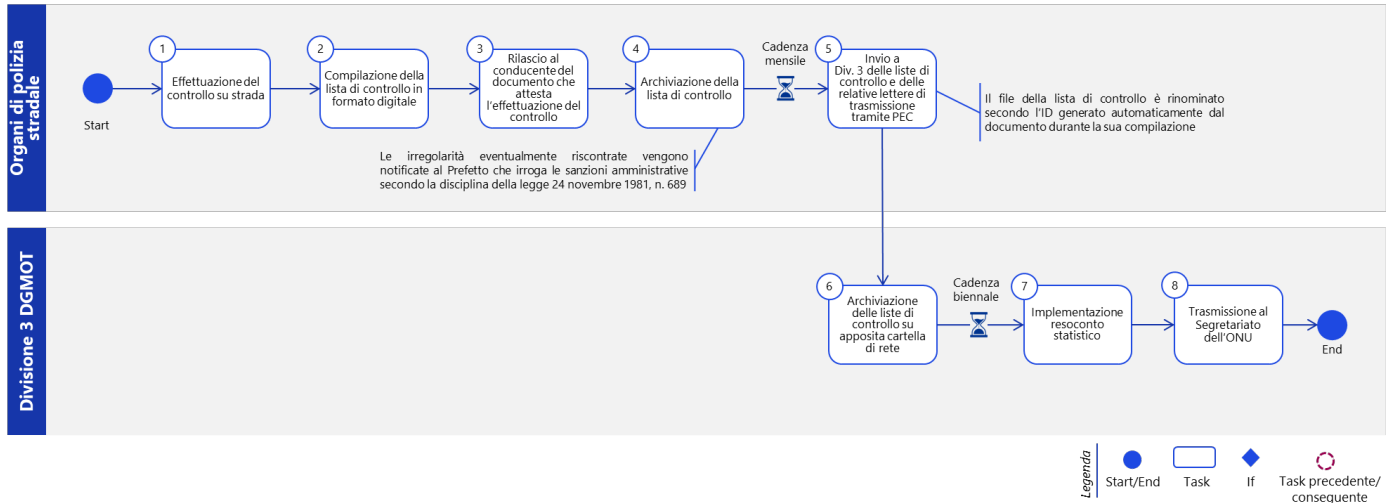 Organi di polizia
stradale
Start
1
Effettuazione del
controllo su strada
2
Compilazione della
lista di controllo in
formato digitale
3
Rilascio al
conducente del
documento che
attesta
l'effettuazione del
controllo
4
Archiviazione della
lista di controllo
Cadenza
mensile
5
Invio a
Div. 3 delle liste di
controllo e delle
relative lettere di
trasmissione
tramite PEC
Il file della lista di controllo è rinominato
secondo l'ID generato automaticamente dal
documento durante la sua compilazione
Le irregolarità eventualmente riscontrate vengono
notificate al Prefetto che irroga le sanzioni amministrative
secondo la disciplina della legge 24 novembre 1981, n. 689
Divisione 3 DGMOT
6
Archiviazione
delle liste di
controllo su
apposita cartella
di rete
Cadenza
biennale
7
Implementazione
resoconto
statistico
8
Trasmissione al
Segretariato
dell'ONU
End
Legenda
Start/End
Task
If
Task precedente/
conseguente